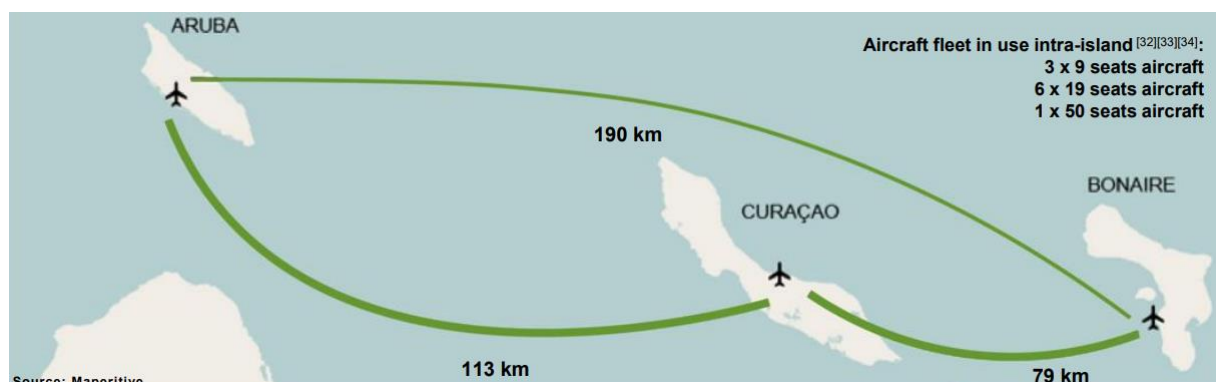 ARUBA
Aircraft fleet in use intra-island [32][33][34]:
3 x 9 seats aircraft
6 x 19 seats aircraft
1 x 50 seats aircraft
190 km
BONAIRE
CURAÇAO
113 km
79 km
Source: Maperitive